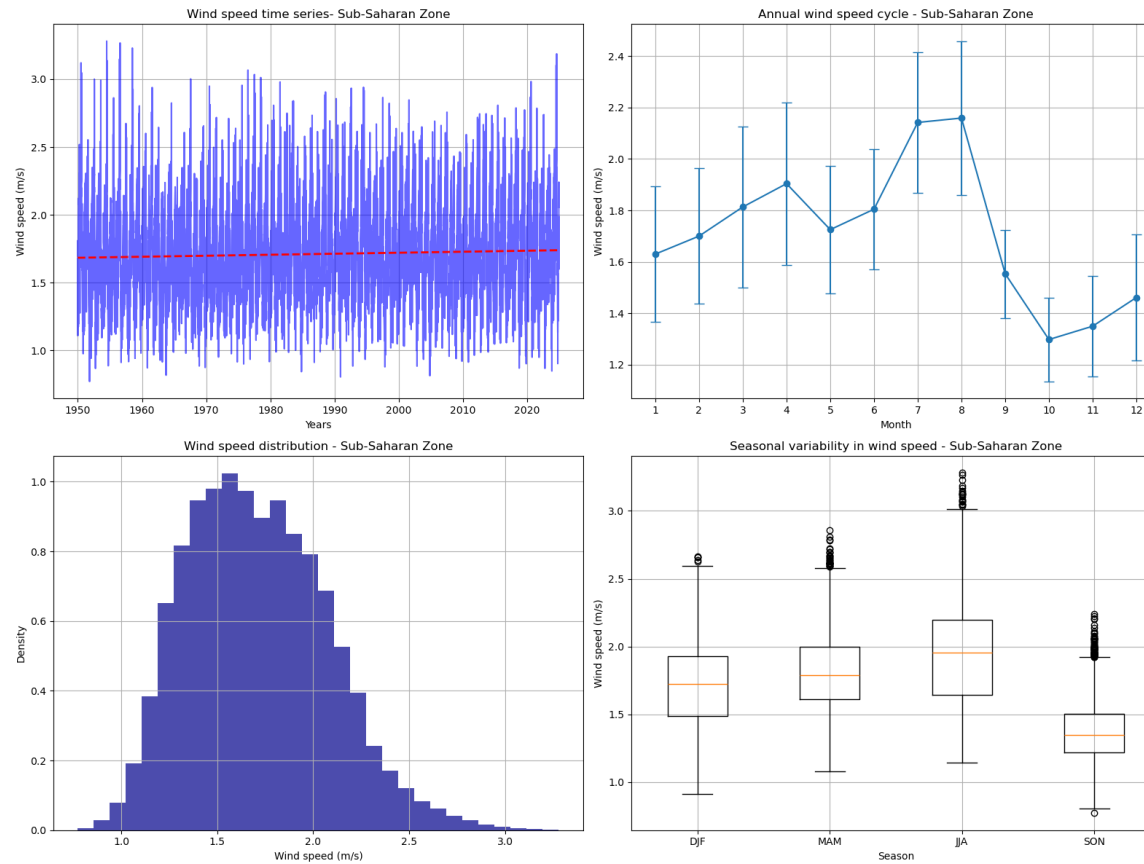 Wind speed time series- Sub-Saharan Zone
Wind speed (m/s)
3.0
2.5
2.0
1.5
1.0
1950 1960 1970 1980 1990 2000 2010 2020
Years
Annual wind speed cycle - Sub-Saharan Zone
Wind speed (m/s)
2.4
2.2
2.0
1.8
1.6
1.4
1.2
1 2 3 4 5 6 7 8 9 10 11 12
Month
Wind speed distribution - Sub-Saharan Zone
Density
1.0
0.8
0.6
0.4
0.2
0.0
1.0 1.5 2.0 2.5 3.0
Wind speed (m/s)
Seasonal variability in wind speed - Sub-Saharan Zone
Wind speed (m/s)
3.0
2.5
2.0
1.5
1.0
DJF MAM JJA SON
Season